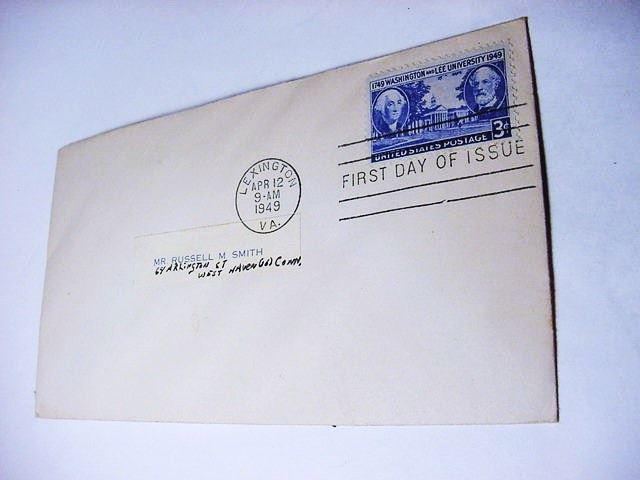 1749 WASHINGTON AND LEE UNIVERSITY 1949
3¢
UNITED STATES POSTAGE
FIRST DAY OF ISSUE
LEXINGTON
APR 12
9-AM
1949
VA.
MR RUSSELL M SMITH
64 ARLINGTON ST
WEST HAVEN (16) CONN.